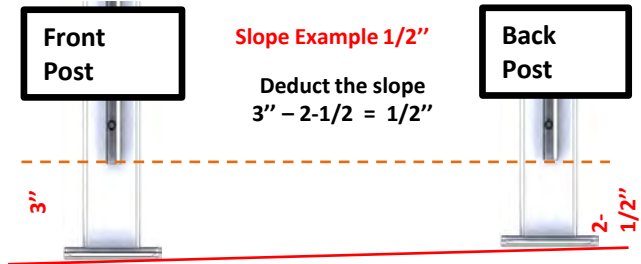 Front
Post
Slope Example 1/2’’
Deduct the slope
3’’ – 2-1/2 = 1/2’’
Back
Post
3’’
2-
1/2’’